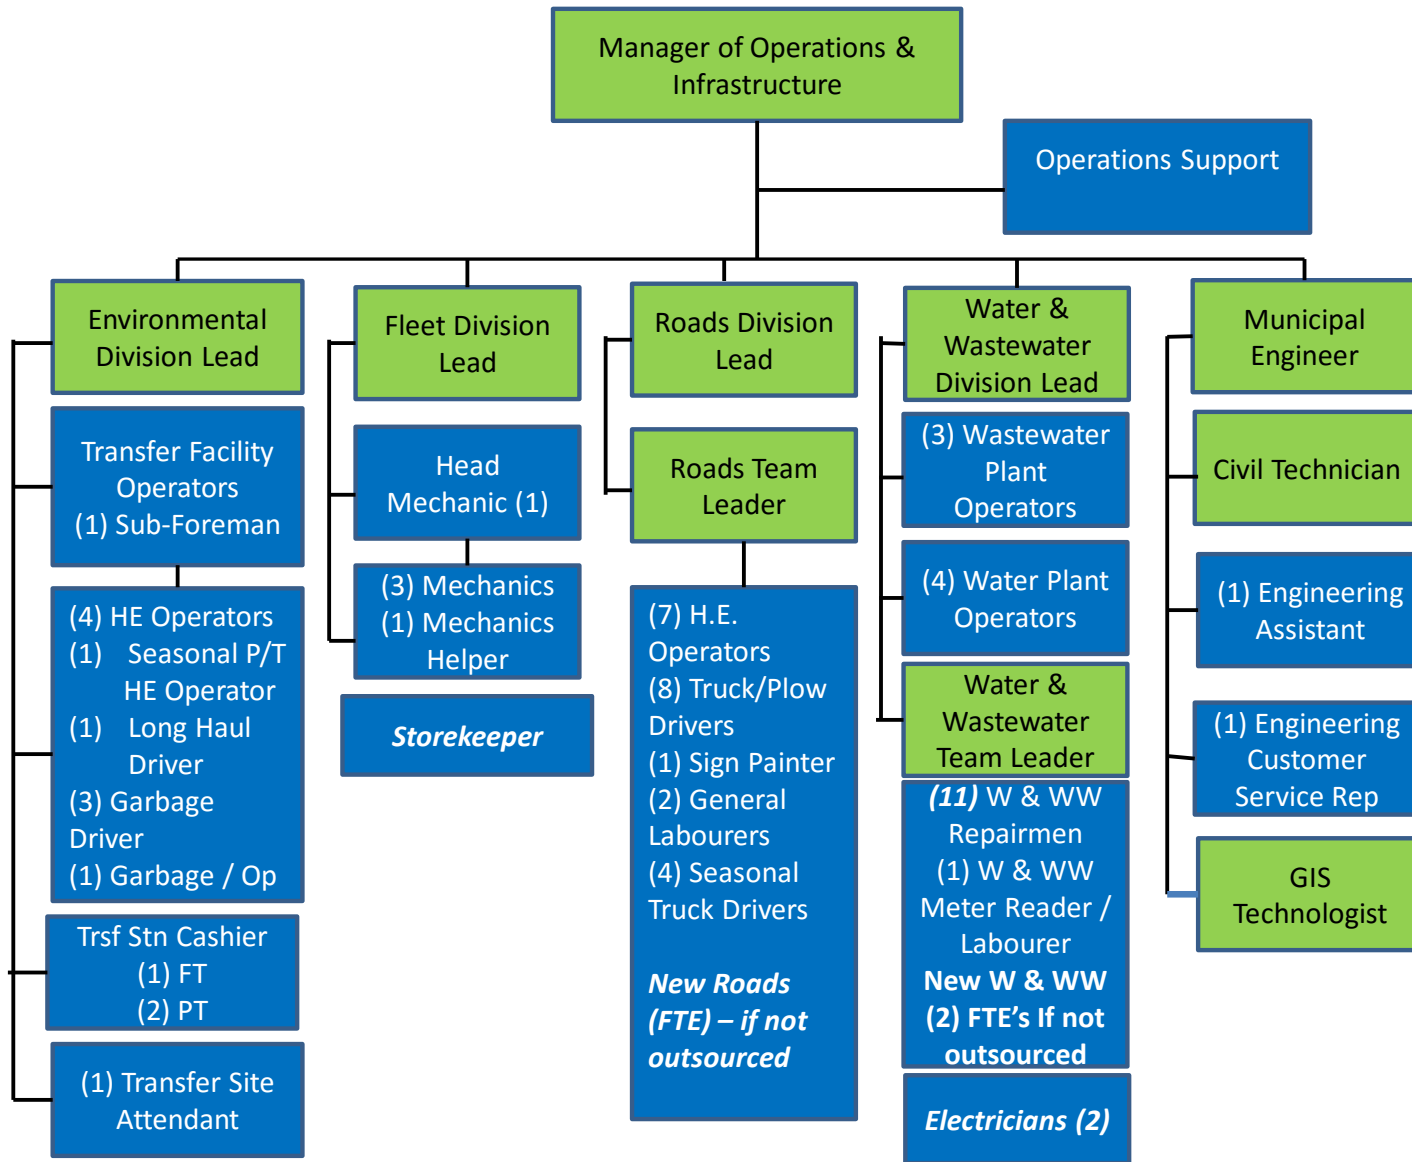 Manager of Operations &
Infrastructure
Operations Support
Environmental
Division Lead
Transfer Facility
Operators
(1) Sub-Foreman
(4) HE Operators
(1) Seasonal P/T
HE Operator
(1) Long Haul
Driver
(3) Garbage
Driver
(1) Garbage / Op
Trsf Stn Cashier
(1) FT
(2) PT
(1) Transfer Site
Attendant
Fleet Division
Lead
Head
Mechanic (1)
(3) Mechanics
(1) Mechanics
Helper
Storekeeper
Roads Division
Lead
Roads Team
Leader
(7) H.E.
Operators
(8) Truck/Plow
Drivers
(1) Sign Painter
(2) General
Labourers
(4) Seasonal
Truck Drivers
New Roads
(FTE) – if not
outsourced
Water &
Wastewater
Division Lead
(3) Wastewater
Plant
Operators
(4) Water Plant
Operators
Water &
Wastewater
Team Leader
(11) W & WW
Repairmen
(1) W & WW
Meter Reader /
Labourer
New W & WW
(2) FTE’s If not
outsourced
Electricians (2)
Municipal
Engineer
Civil Technician
(1) Engineering
Assistant
(1) Engineering
Customer
Service Rep
GIS
Technologist